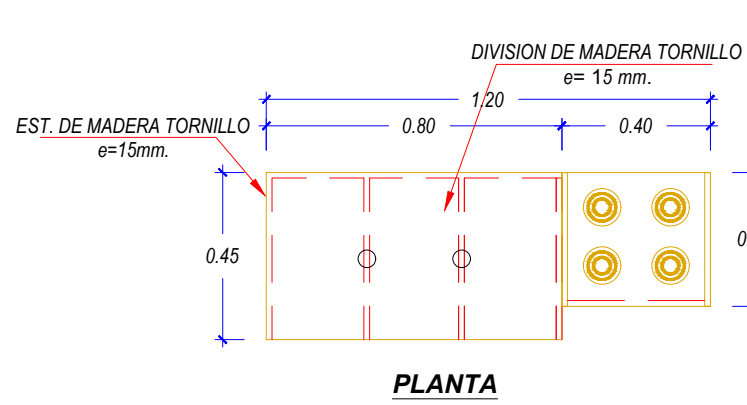 DIVISION DE MADERA TORNILLO
e= 15 mm.
1.20
EST. DE MADERA TORNILLO
e=15mm.
0.80
0.40
0.45
PLANTA